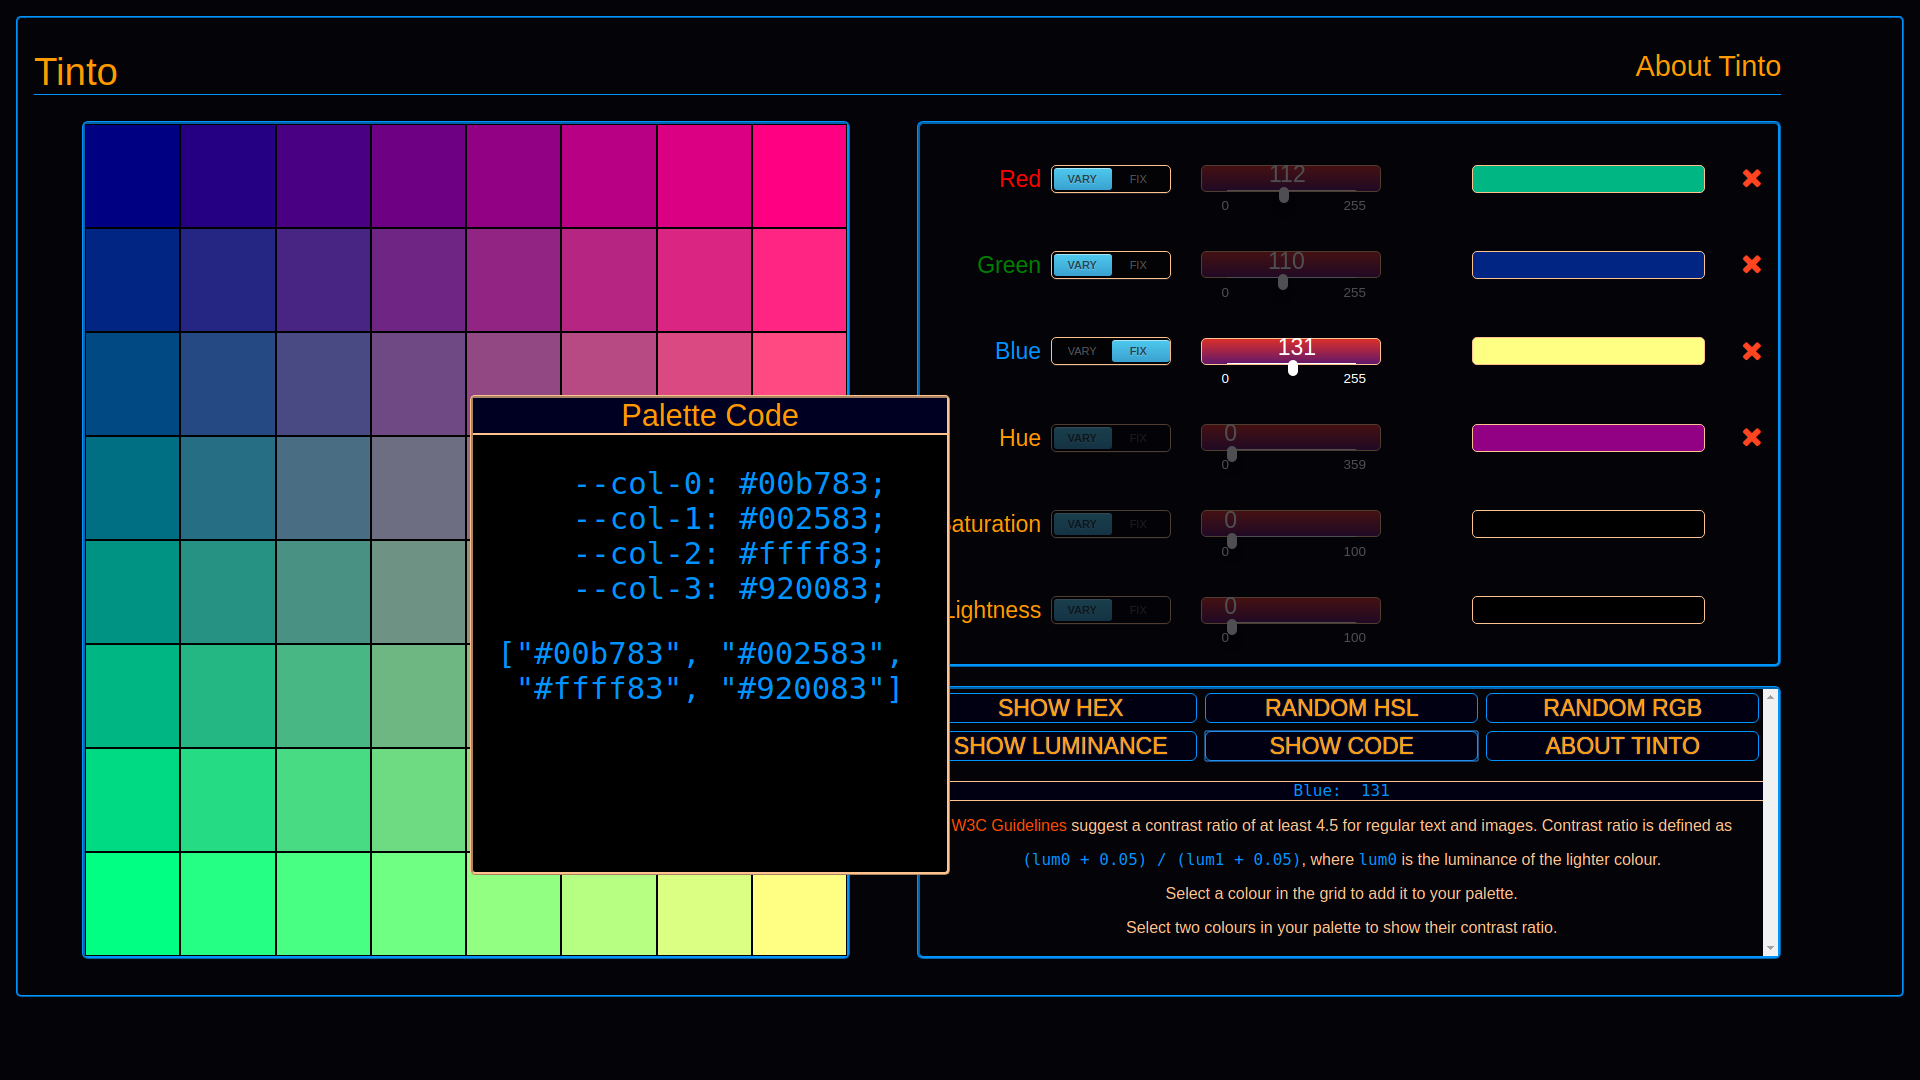 Tinto
About Tinto
Red VARY FIX 112
0 255
Green VARY FIX 110
0 255
Blue VARY FIX 131
0 255
Hue VARY FIX 0
0 359
aturation VARY FIX 0
0 100
Lightness VARY FIX 0
0 100
Palette Code
--col-0: #00b783;
--col-1: #002583;
--col-2: #ffff83;
--col-3: #920083;
["#00b783", "#002583",
"#ffff83", "#920083"]
SHOW HEX RANDOM HSL RANDOM RGB
SHOW LUMINANCE SHOW CODE ABOUT TINTO
Blue: 131
W3C Guidelines suggest a contrast ratio of at least 4.5 for regular text and images. Contrast ratio is defined as
(lum0 + 0.05) / (lum1 + 0.05), where lum0 is the luminance of the lighter colour.
Select a colour in the grid to add it to your palette.
Select two colours in your palette to show their contrast ratio.